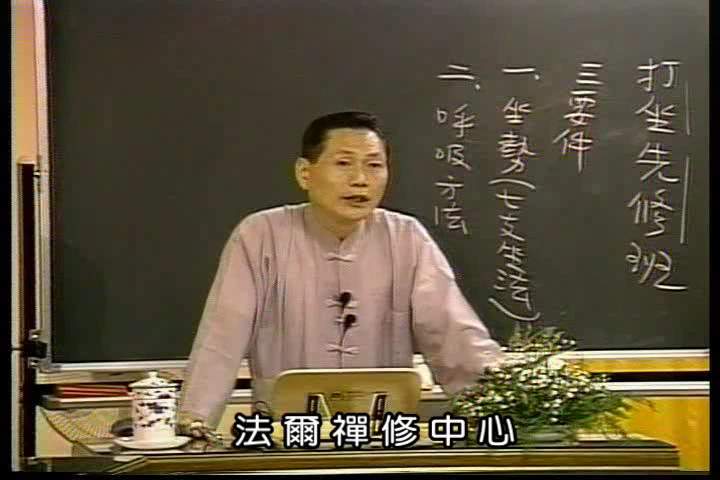 打坐先修班
三要件
一、坐勢(七支坐法)
二、呼吸方法
法爾禪修中心